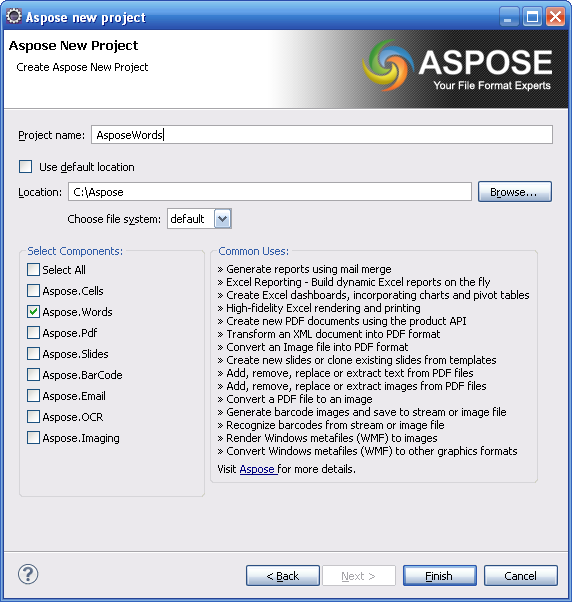 Aspose new project
Aspose New Project
Create Aspose New Project
ASPOSE
Your File Format Experts
Project name: AsposeWords
Use default location
Location: C:\Aspose Browse...
Choose file system: default
Select Components:
Select All
Aspose.Cells
Aspose.Words
Aspose.Pdf
Aspose.Slides
Aspose.BarCode
Aspose.Email
Aspose.OCR
Aspose.Imaging
Common Uses:
» Generate reports using mail merge
» Excel Reporting - Build dynamic Excel reports on the fly
» Create Excel dashboards, incorporating charts and pivot tables
» High-fidelity Excel rendering and printing
» Create new PDF documents using the product API
» Transform an XML document into PDF format
» Convert an Image file into PDF format
» Create new slides or clone existing slides from templates
» Add, remove, replace or extract text from PDF files
» Add, remove, replace or extract images from PDF files
» Convert a PDF file to an image
» Generate barcode images and save to stream or image file
» Recognize barcodes from stream or image file
» Render Windows metafiles (WMF) to images
» Convert Windows metafiles (WMF) to other graphics formats
Visit Aspose for more details.
? < Back Next > Finish Cancel